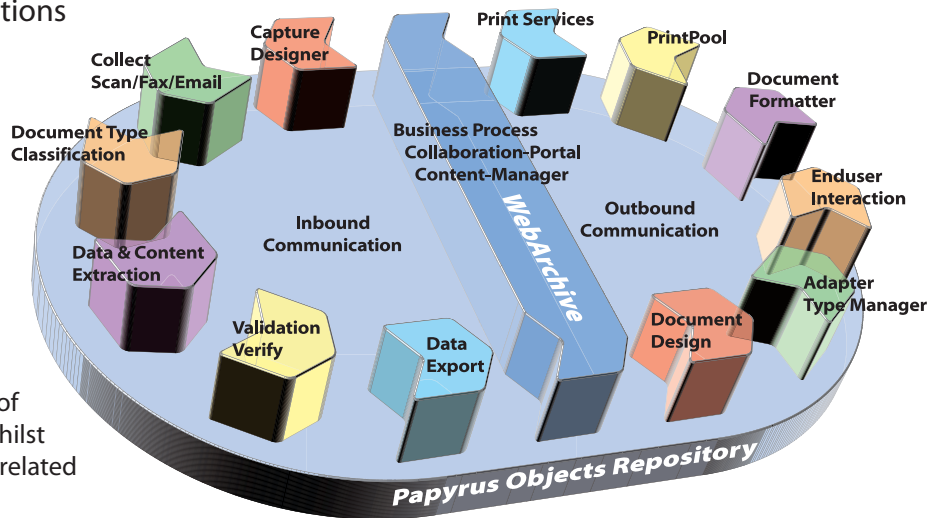 tions
Print Services
Capture
Designer
PrintPool
Collect
Scan/Fax/Email
Document
Formatter
Document Type
Classification
Business Process
Collaboration-Portal
Content-Manager
Enduser
Interaction
Inbound
Communication
WebArchive
Outbound
Communication
Data & Content
Extraction
Adapter
Type Manager
Validation
Verify
Data
Export
Document
Design
of
hilst
related
Papyrus Objects Repository